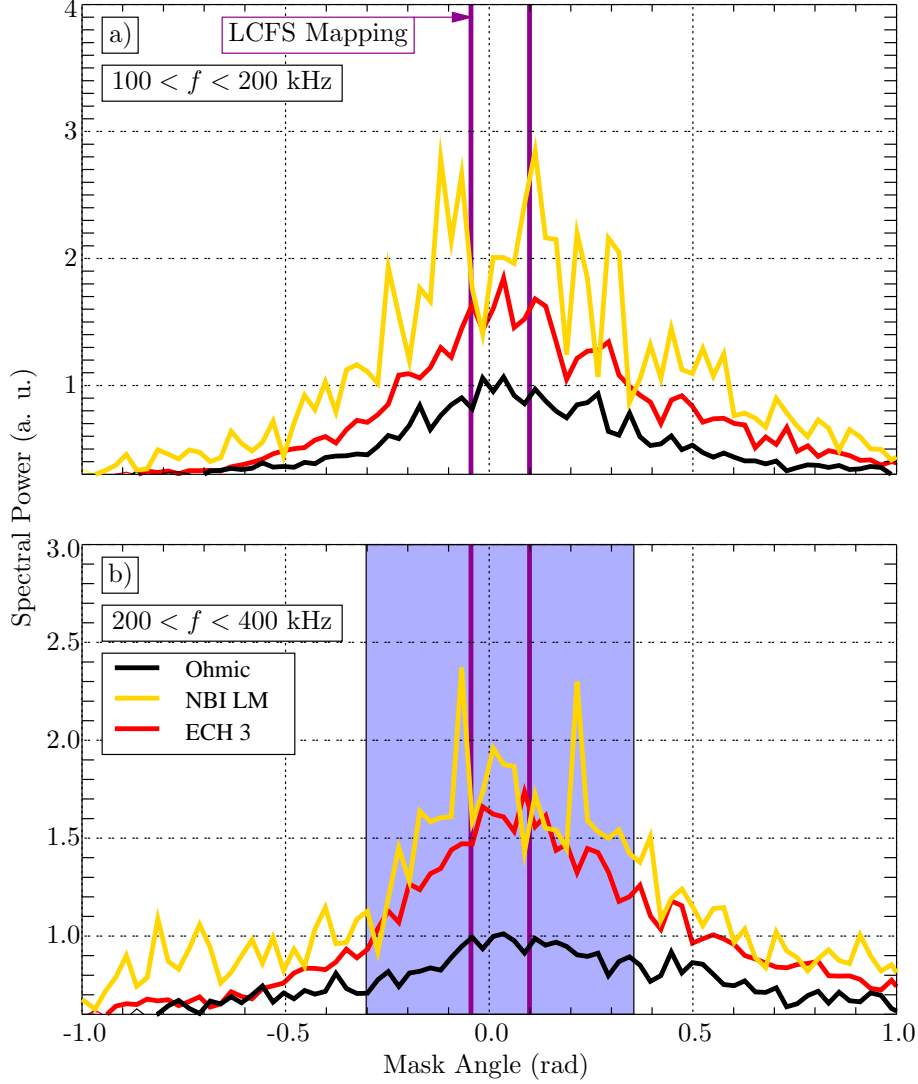 4
a)
LCFS Mapping
100 < f < 200 kHz
3
2
1
Spectral Power (a. u.)
3.0
b)
200 < f < 400 kHz
2.5
Ohmic
NBI LM
ECH 3
2.0
1.5
1.0
-1.0 -0.5 0.0 0.5 1.0
Mask Angle (rad)